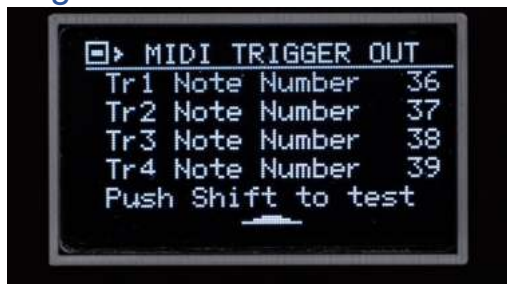 MIDI TRIGGER OUT
Tr1 Note Number 36
Tr2 Note Number 37
Tr3 Note Number 38
Tr4 Note Number 39
Push Shift to test